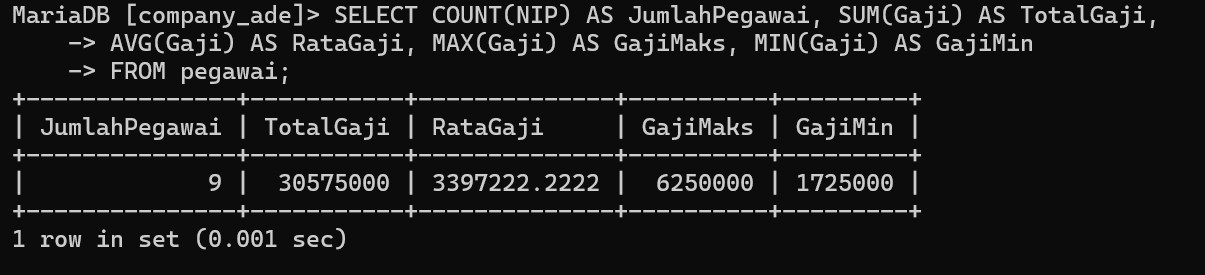 MariaDB [company_ade]> SELECT COUNT(NIP) AS JumlahPegawai, SUM(Gaji) AS TotalGaji,
    -> AVG(Gaji) AS RataGaji, MAX(Gaji) AS GajiMaks, MIN(Gaji) AS GajiMin
    -> FROM pegawai;
+---------------+-----------+--------------+----------+---------+
| JumlahPegawai | TotalGaji | RataGaji     | GajiMaks | GajiMin |
+---------------+-----------+--------------+----------+---------+
|             9 |  30575000 | 3397222.2222 |  6250000 | 1725000 |
+---------------+-----------+--------------+----------+---------+
1 row in set (0.001 sec)